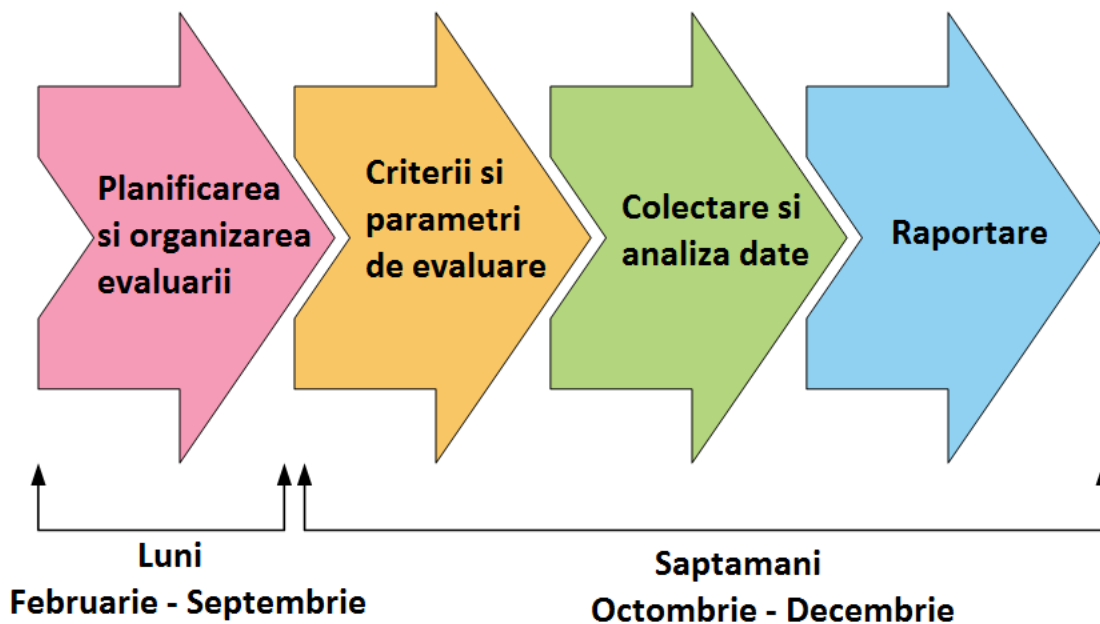 Planificarea
si organizarea
evaluarii
Criterii si
parametri
de evaluare
Colectare si
analiza date
Raportare
Luni
Februarie - Septembrie
Saptamani
Octombrie - Decembrie